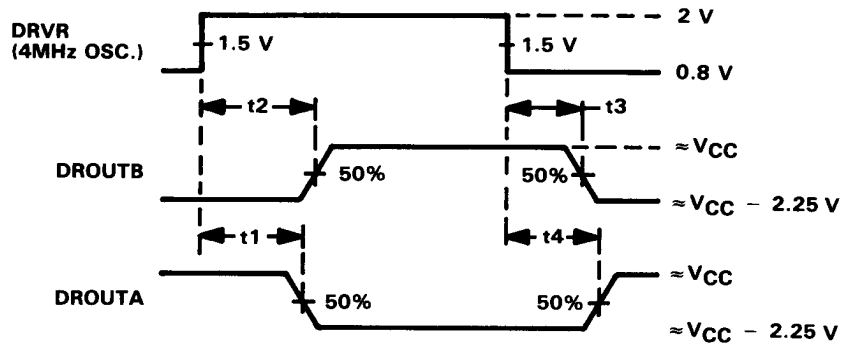 DRVR
(4MHz OSC.)
1.5 V
1.5 V
2 V
0.8 V
t2
t3
DROUTB
50%
50%
≈ VCC
≈ VCC − 2.25 V
t1
t4
DROUTA
50%
50%
≈ VCC
≈ VCC − 2.25 V